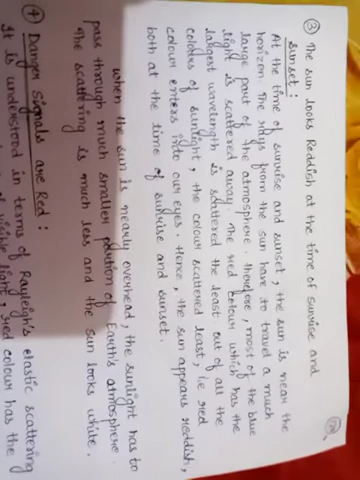 ③ The sun looks Reddish at the time of sunrise and
sunset :
At the time of sunrise and sunset, the sun is near the
horizon. The rays from the sun have to travel a much
large part of the atmosphere. Therefore, most of the blue
light is scattered away. The red colour which has the
largest wavelength is scattered the least out of all the
colours of sunlight, the colour scattered least, i.e red
colour enters into our eyes. Hence, the sun appears reddish,
both at the time of sunrise and sunset.
When the sun is nearly overhead, the sunlight has to
pass through much smaller portion of Earth's atmosphere.
The scattering is much less and the sun looks white.
④ Danger signals are Red :
It is understood in terms of Rayleigh's elastic scattering
of visible light, red colour has the